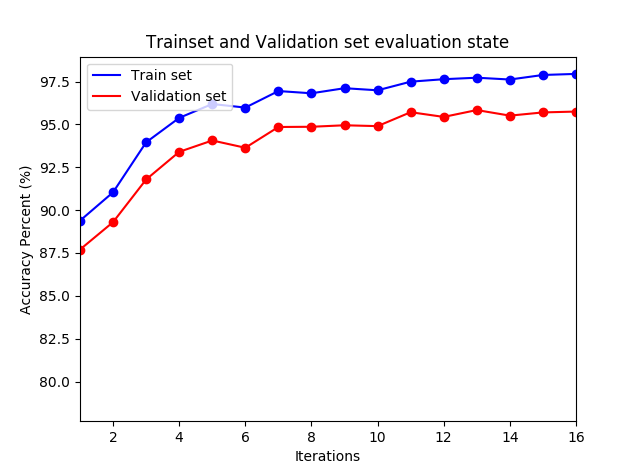 Trainset and Validation set evaluation state
Train set
Validation set
Accuracy Percent (%)
97.5
95.0
92.5
90.0
87.5
85.0
82.5
80.0
2 4 6 8 10 12 14 16
Iterations